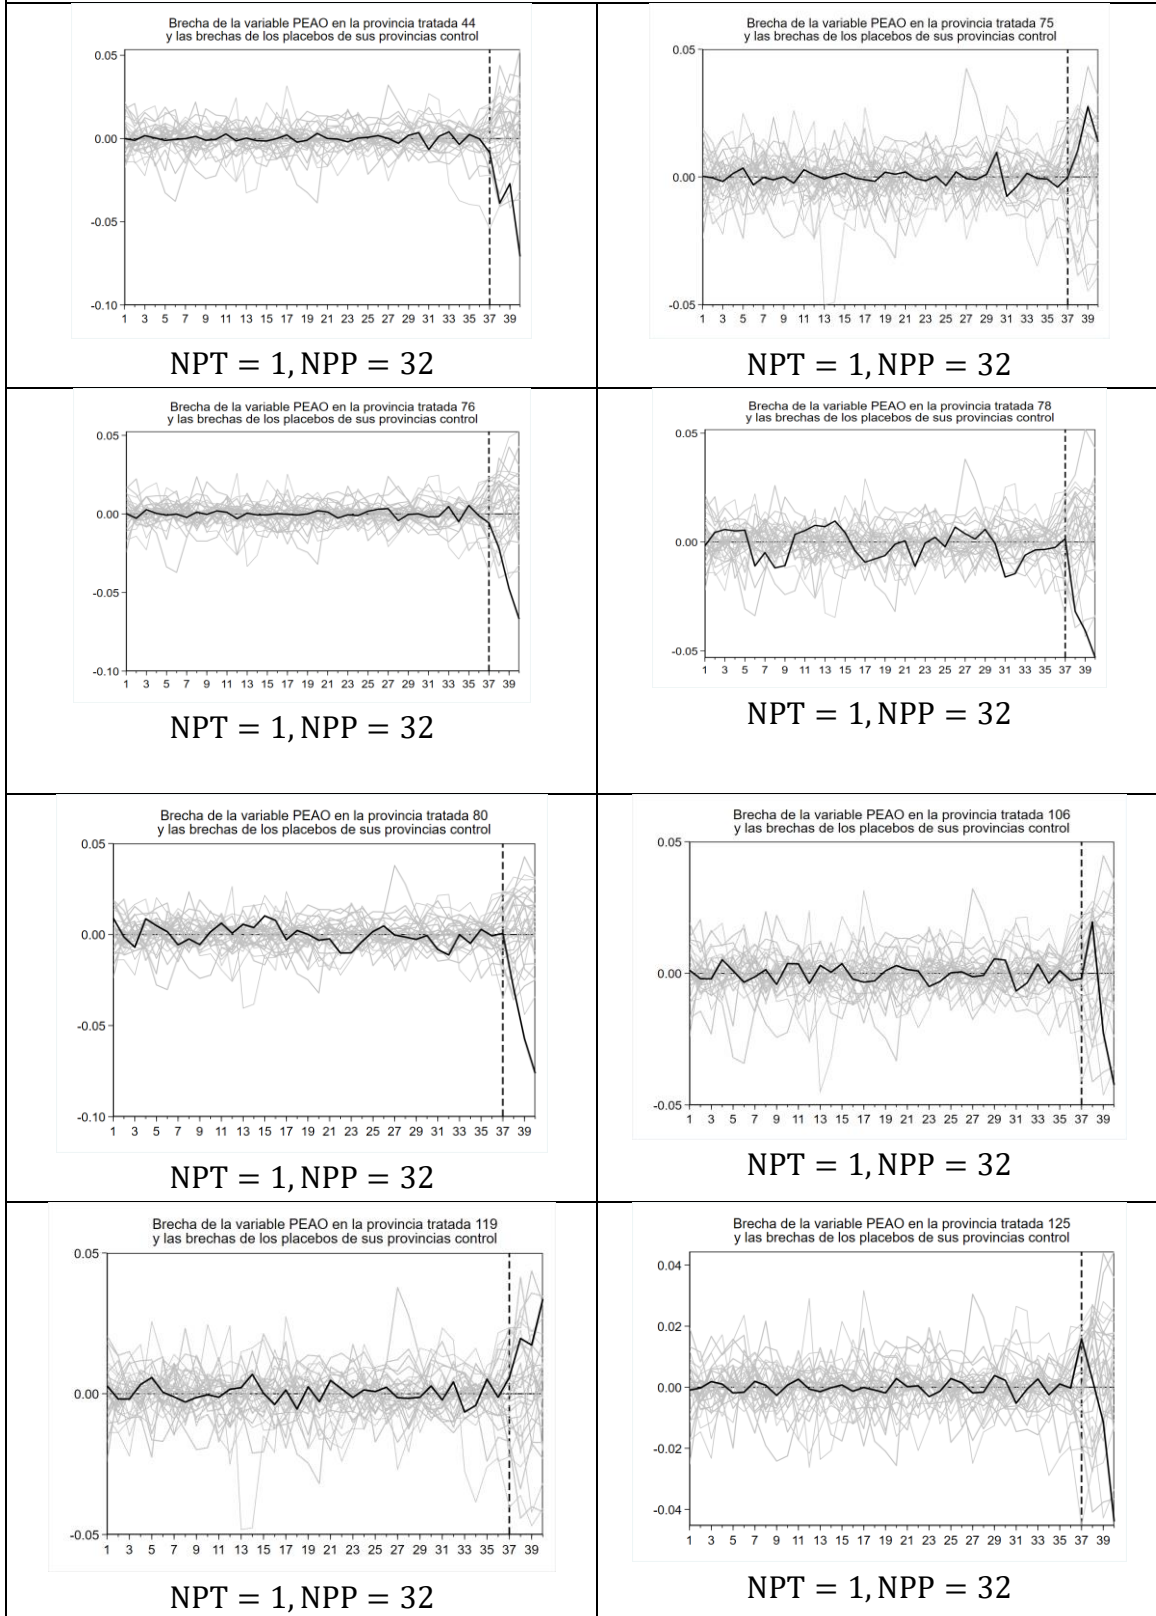 Brecha de la variable PEAO en la provincia tratada 44
y las brechas de los placebos de sus provincias control
0.05
0.00
-0.05
-0.10
1 3 5 7 9 11 13 15 17 19 21 23 25 27 29 31 33 35 37 39
NPT = 1, NPP = 32
Brecha de la variable PEAO en la provincia tratada 75
y las brechas de los placebos de sus provincias control
0.05
0.00
-0.05
1 3 5 7 9 11 13 15 17 19 21 23 25 27 29 31 33 35 37 39
NPT = 1, NPP = 32
Brecha de la variable PEAO en la provincia tratada 76
y las brechas de los placebos de sus provincias control
0.05
0.00
-0.05
-0.10
1 3 5 7 9 11 13 15 17 19 21 23 25 27 29 31 33 35 37 39
NPT = 1, NPP = 32
Brecha de la variable PEAO en la provincia tratada 78
y las brechas de los placebos de sus provincias control
0.05
0.00
-0.05
1 3 5 7 9 11 13 15 17 19 21 23 25 27 29 31 33 35 37 39
NPT = 1, NPP = 32
Brecha de la variable PEAO en la provincia tratada 80
y las brechas de los placebos de sus provincias control
0.05
0.00
-0.05
-0.10
1 3 5 7 9 11 13 15 17 19 21 23 25 27 29 31 33 35 37 39
NPT = 1, NPP = 32
Brecha de la variable PEAO en la provincia tratada 106
y las brechas de los placebos de sus provincias control
0.05
0.00
-0.05
1 3 5 7 9 11 13 15 17 19 21 23 25 27 29 31 33 35 37 39
NPT = 1, NPP = 32
Brecha de la variable PEAO en la provincia tratada 119
y las brechas de los placebos de sus provincias control
0.05
0.00
-0.05
1 3 5 7 9 11 13 15 17 19 21 23 25 27 29 31 33 35 37 39
NPT = 1, NPP = 32
Brecha de la variable PEAO en la provincia tratada 125
y las brechas de los placebos de sus provincias control
0.04
0.02
0.00
-0.02
-0.04
1 3 5 7 9 11 13 15 17 19 21 23 25 27 29 31 33 35 37 39
NPT = 1, NPP = 32